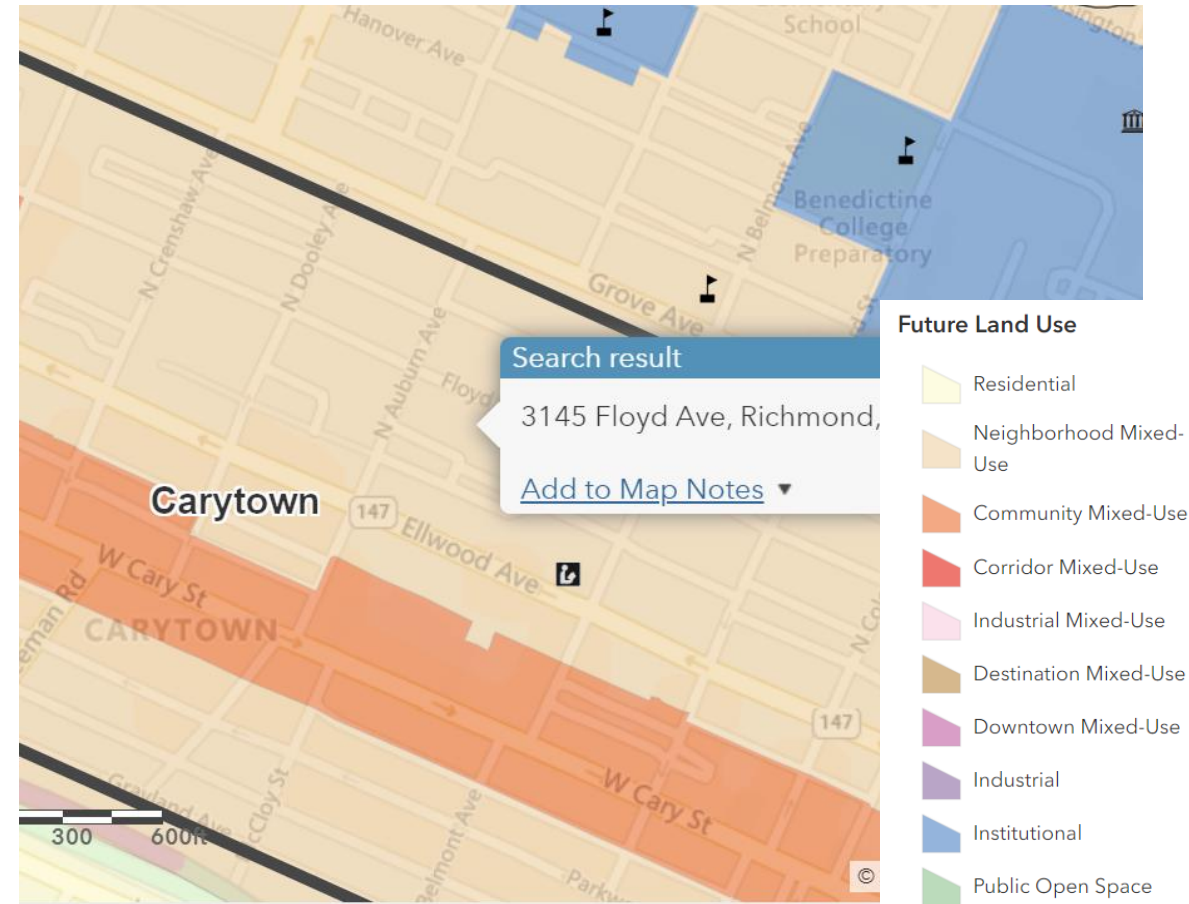 Hanover Ave
Elementary
School
N Crenshaw Ave
N Dooley Ave
N Belmont Ave
Benedictine
College
Preparatory
Grove Ave
N Auburn Ave
Floyd
Search result
3145 Floyd Ave, Richmond,
Add to Map Notes
Carytown
147
Ellwood Ave
W Cary St
CARYTOWN
147
W Cary St
Grayland Ave
McCloy St
Belmont Ave
Parkw
300 600ft
©
Future Land Use
Residential
Neighborhood Mixed-
Use
Community Mixed-Use
Corridor Mixed-Use
Industrial Mixed-Use
Destination Mixed-Use
Downtown Mixed-Use
Industrial
Institutional
Public Open Space